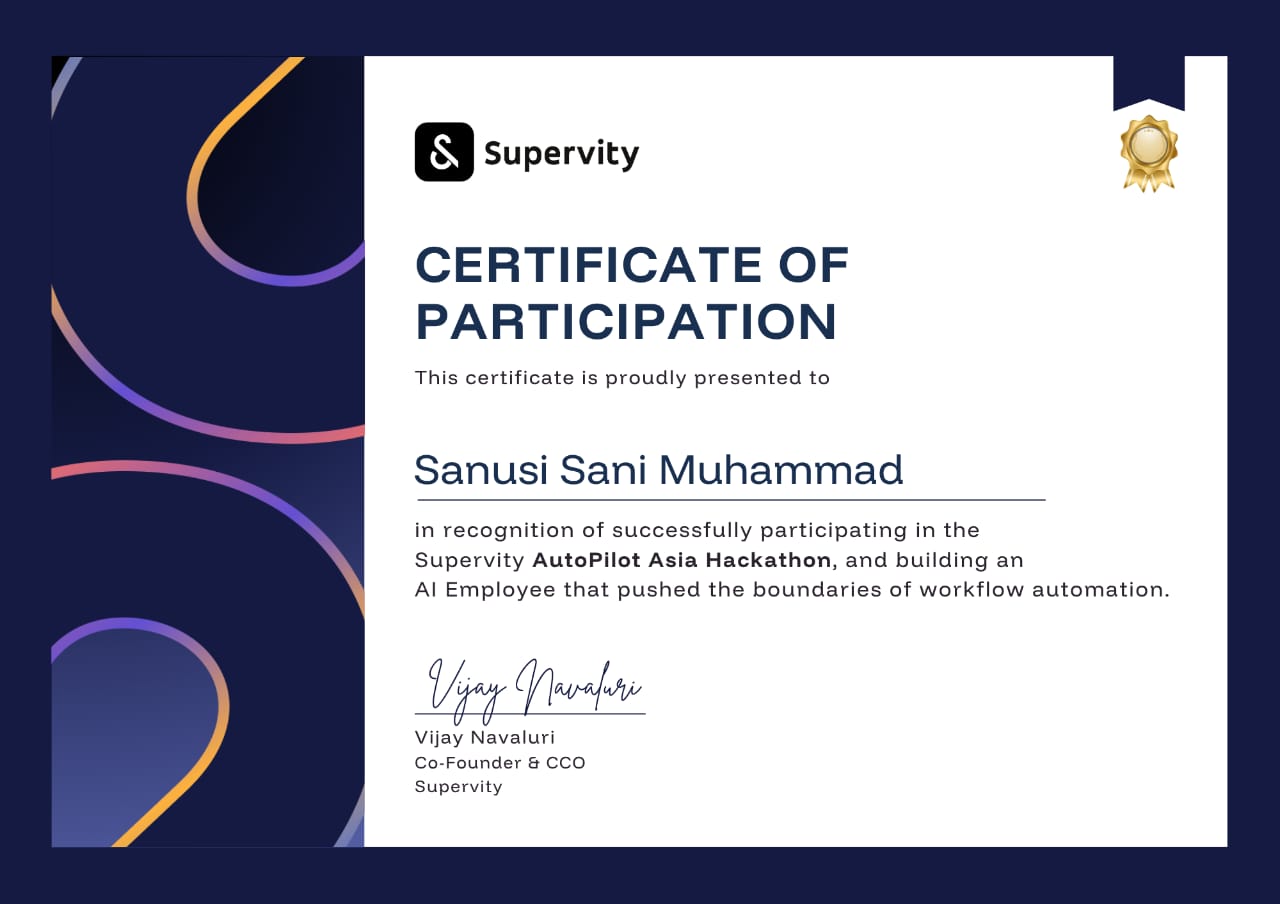 Supervity
CERTIFICATE OF
PARTICIPATION
This certificate is proudly presented to
Sanusi Sani Muhammad
in recognition of successfully participating in the
Supervity AutoPilot Asia Hackathon, and building an
AI Employee that pushed the boundaries of workflow automation.
Vijay Navaluri
Vijay Navaluri
Co-Founder & CCO
Supervity